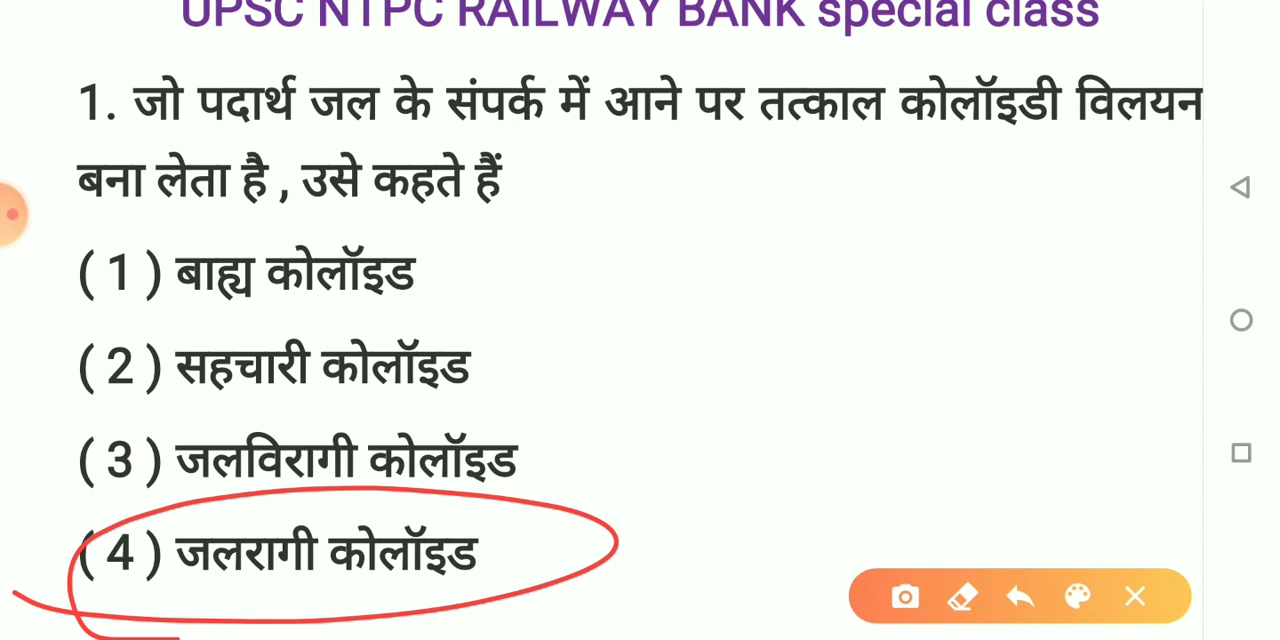 UPSC NTPC RAILWAY BANK special class
1. जो पदार्थ जल के संपर्क में आने पर तत्काल कोलॉइडी विलयन
बना लेता है , उसे कहते हैं
( 1 ) बाह्य कोलॉइड
( 2 ) सहचारी कोलॉइड
( 3 ) जलविरागी कोलॉइड
( 4 ) जलरागी कोलॉइड